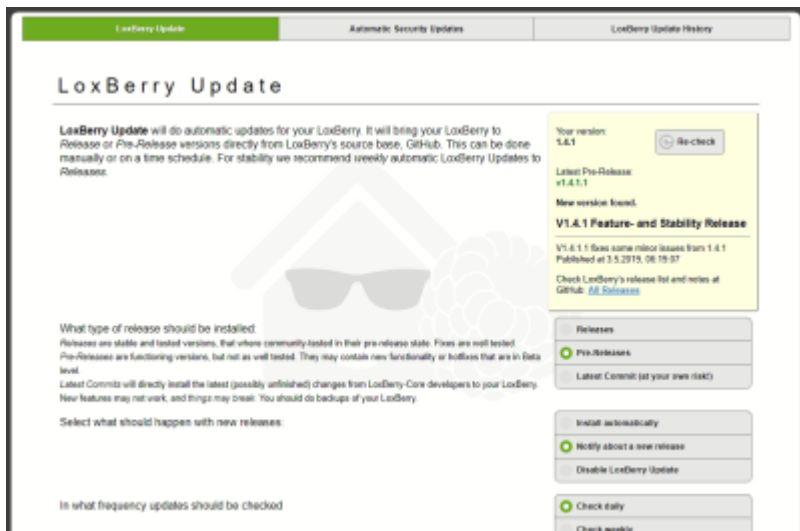 LoxBerry Update
Automatic Security Updates
LoxBerry Update History
LoxBerry Update
LoxBerry Update will do automatic updates for your LoxBerry. It will bring your LoxBerry to
Release or Pre-Release versions directly from LoxBerry's source base, GitHub. This can be done
manually or on a time schedule. For stability we recommend weekly automatic LoxBerry Updates to
Releases.
Your version:
1.4.1
Re-check
Latest Pre-Release:
v1.4.1.1
New version found.
V1.4.1 Feature- and Stability Release
V1.4.1.1 fixes some minor issues from 1.4.1
Published at 3.5.2019, 06:19:07
Check LoxBerry's release list and notes at
GitHub: All Releases
What type of release should be installed:
Releases are stable and tested versions, that where community-tested in their pre-release state. Fixes are well tested.
Pre-Releases are functioning versions, but not as well tested. They may contain new functionality or hotfixes that are in Beta
level.
Latest Commits will directly install the latest (possibly unfinished) changes from LoxBerry-Core developers to your LoxBerry.
New features may not work, and things may break. You should do backups of your LoxBerry.
Releases
Pre-Releases
Latest Commit (at your own risk!)
Select what should happen with new releases:
Install automatically
Notify about a new release
Disable LoxBerry Update
In what frequency updates should be checked
Check daily
Check weekly